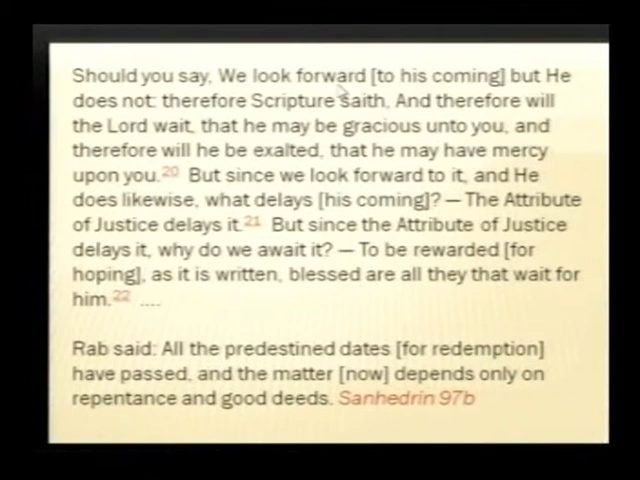 Should you say, We look forward [to his coming] but He
does not: therefore Scripture saith, And therefore will
the Lord wait, that he may be gracious unto you, and
therefore will he be exalted, that he may have mercy
upon you.20 But since we look forward to it, and He
does likewise, what delays [his coming]? — The Attribute
of Justice delays it.21 But since the Attribute of Justice
delays it, why do we await it? — To be rewarded [for
hoping], as it is written, blessed are all they that wait for
him.22 ....
Rab said: All the predestined dates [for redemption]
have passed, and the matter [now] depends only on
repentance and good deeds. Sanhedrin 97b